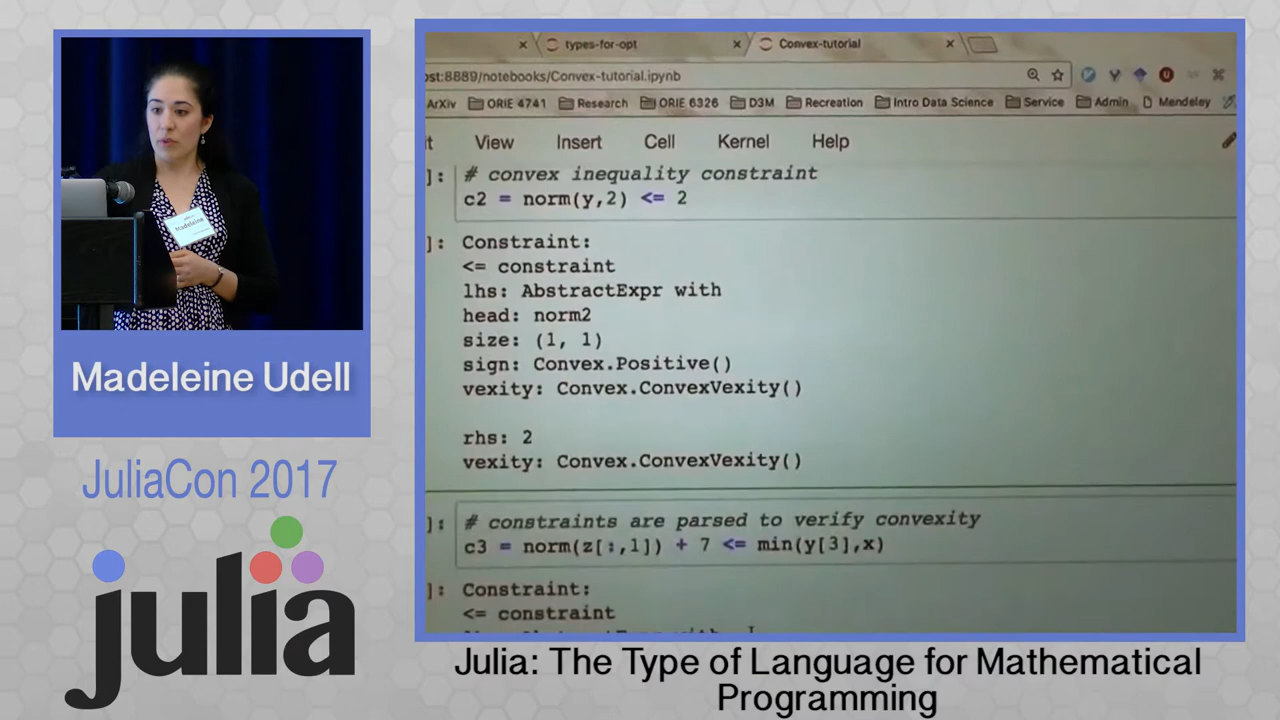 types-for-opt
Convex-tutorial
ost:8889/notebooks/Convex-tutorial.ipynb
ArXiv ORIE 4741 Research ORIE 6326 D3M Recreation Intro Data Science Service Admin Mendeley
it View Insert Cell Kernel Help
]: # convex inequality constraint
c2 = norm(y,2) <= 2
]: Constraint:
<= constraint
lhs: AbstractExpr with
head: norm2
size: (1, 1)
sign: Convex.Positive()
vexity: Convex.ConvexVexity()
rhs: 2
vexity: Convex.ConvexVexity()
]: # constraints are parsed to verify convexity
c3 = norm(z[:,1]) + 7 <= min(y[3],x)
]: Constraint:
<= constraint
Madeleine
Madeleine Udell
JuliaCon 2017
julia
Julia: The Type of Language for Mathematical
Programming